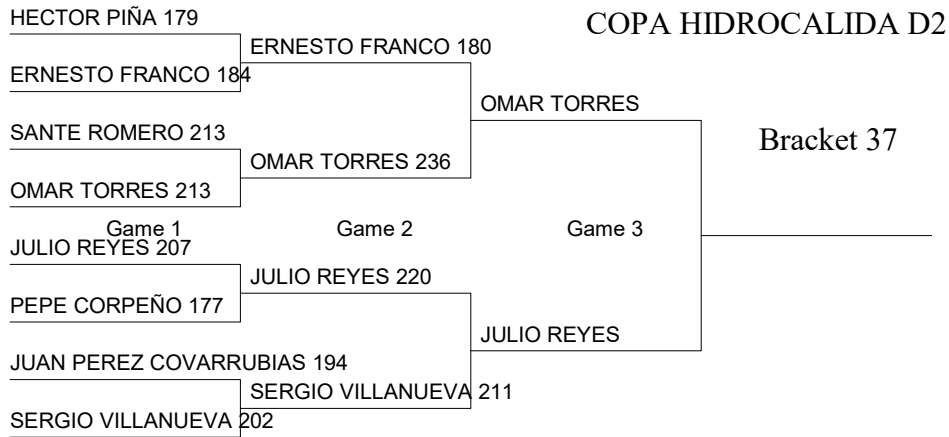 HECTOR PIÑA 179
COPA HIDROCALIDA D2
ERNESTO FRANCO 180
ERNESTO FRANCO 184
OMAR TORRES
SANTE ROMERO 213
Bracket 37
OMAR TORRES 236
OMAR TORRES 213
Game 1
Game 2
Game 3
JULIO REYES 207
JULIO REYES 220
PEPE CORPEÑO 177
JULIO REYES
JUAN PEREZ COVARRUBIAS 194
SERGIO VILLANUEVA 211
SERGIO VILLANUEVA 202